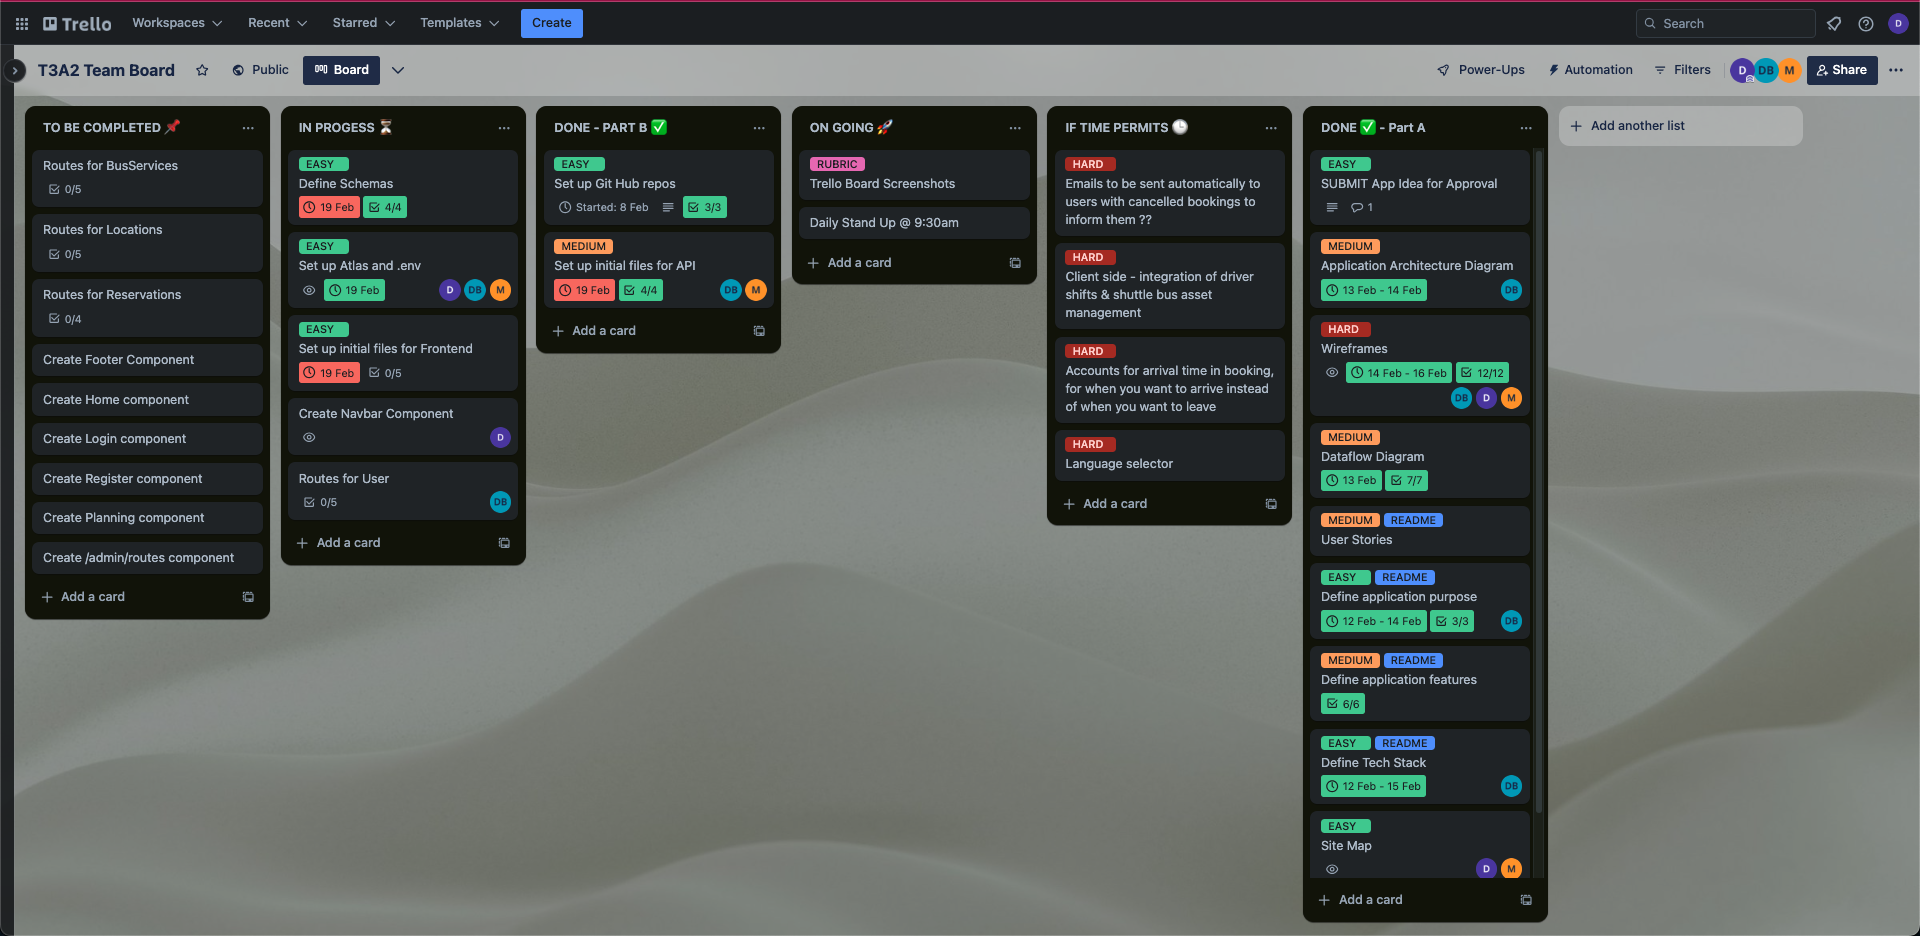 Trello
Workspaces
Recent
Starred
Templates
Create
Search
D
T3A2 Team Board
Public
Board
Power-Ups
Automation
Filters
D
DB
M
Share
TO BE COMPLETED 📌
Routes for BusServices
0/5
Routes for Locations
0/5
Routes for Reservations
0/4
Create Footer Component
Create Home component
Create Login component
Create Register component
Create Planning component
Create /admin/routes component
Add a card
IN PROGESS ⏳
EASY
Define Schemas
19 Feb
4/4
EASY
Set up Atlas and .env
19 Feb
D
DB
M
EASY
Set up initial files for Frontend
19 Feb
0/5
Create Navbar Component
D
Routes for User
0/5
DB
Add a card
DONE - PART B ✅
EASY
Set up Git Hub repos
Started: 8 Feb
3/3
MEDIUM
Set up initial files for API
19 Feb
4/4
DB
M
Add a card
ON GOING 🚀
RUBRIC
Trello Board Screenshots
Daily Stand Up @ 9:30am
Add a card
IF TIME PERMITS 🕒
HARD
Emails to be sent automatically to
users with cancelled bookings to
inform them ??
HARD
Client side - integration of driver
shifts & shuttle bus asset
management
HARD
Accounts for arrival time in booking,
for when you want to arrive instead
of when you want to leave
HARD
Language selector
Add a card
DONE ✅ - Part A
EASY
SUBMIT App Idea for Approval
1
MEDIUM
Application Architecture Diagram
13 Feb - 14 Feb
DB
HARD
Wireframes
14 Feb - 16 Feb
12/12
DB
D
M
MEDIUM
Dataflow Diagram
13 Feb
7/7
MEDIUM
README
User Stories
EASY
README
Define application purpose
12 Feb - 14 Feb
3/3
DB
MEDIUM
README
Define application features
6/6
EASY
README
Define Tech Stack
12 Feb - 15 Feb
DB
EASY
Site Map
D
M
Add a card
Add another list